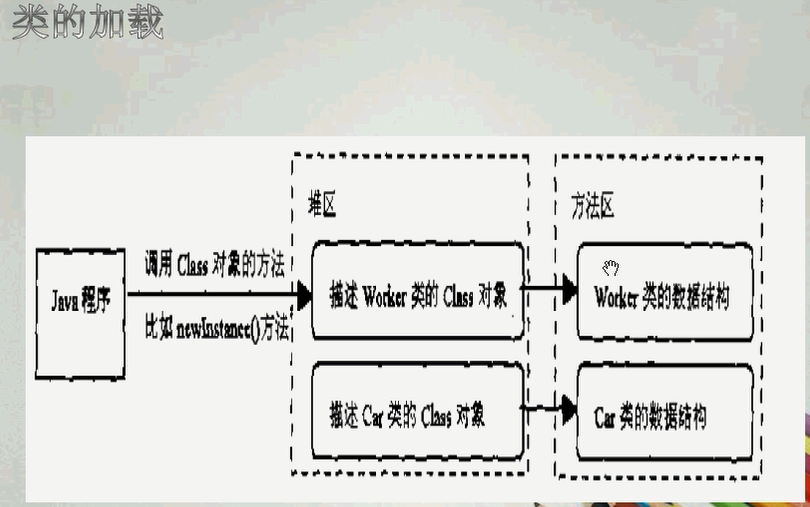 类的加载
堆区
方法区
调用 Class 对象的方法
Java 程序
比如 newInstance()方法
描述 Worker 类的 Class 对象
Worker 类的数据结构
描述 Car 类的 Class 对象
Car 类的数据结构